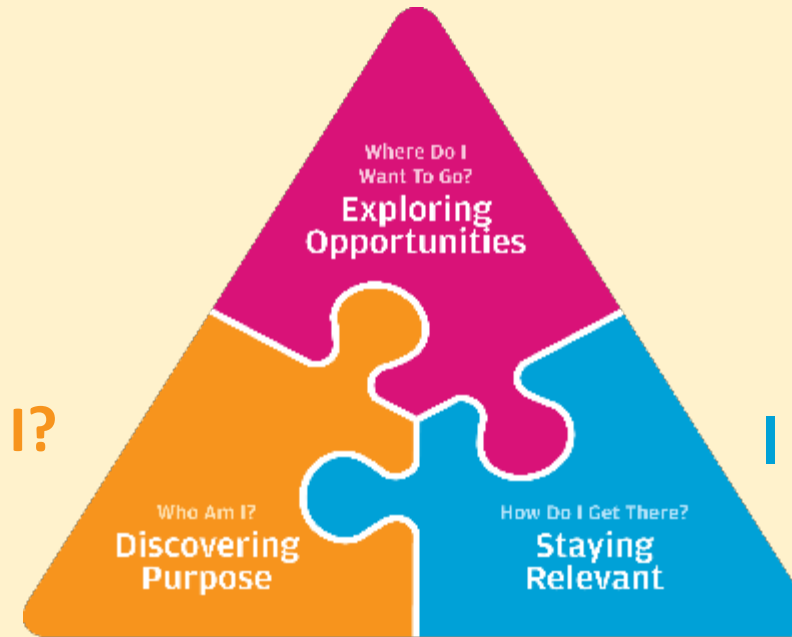 Where Do I
Want To Go?
Exploring
Opportunities
I?
I
Who Am I?
Discovering
Purpose
How Do I Get There?
Staying
Relevant